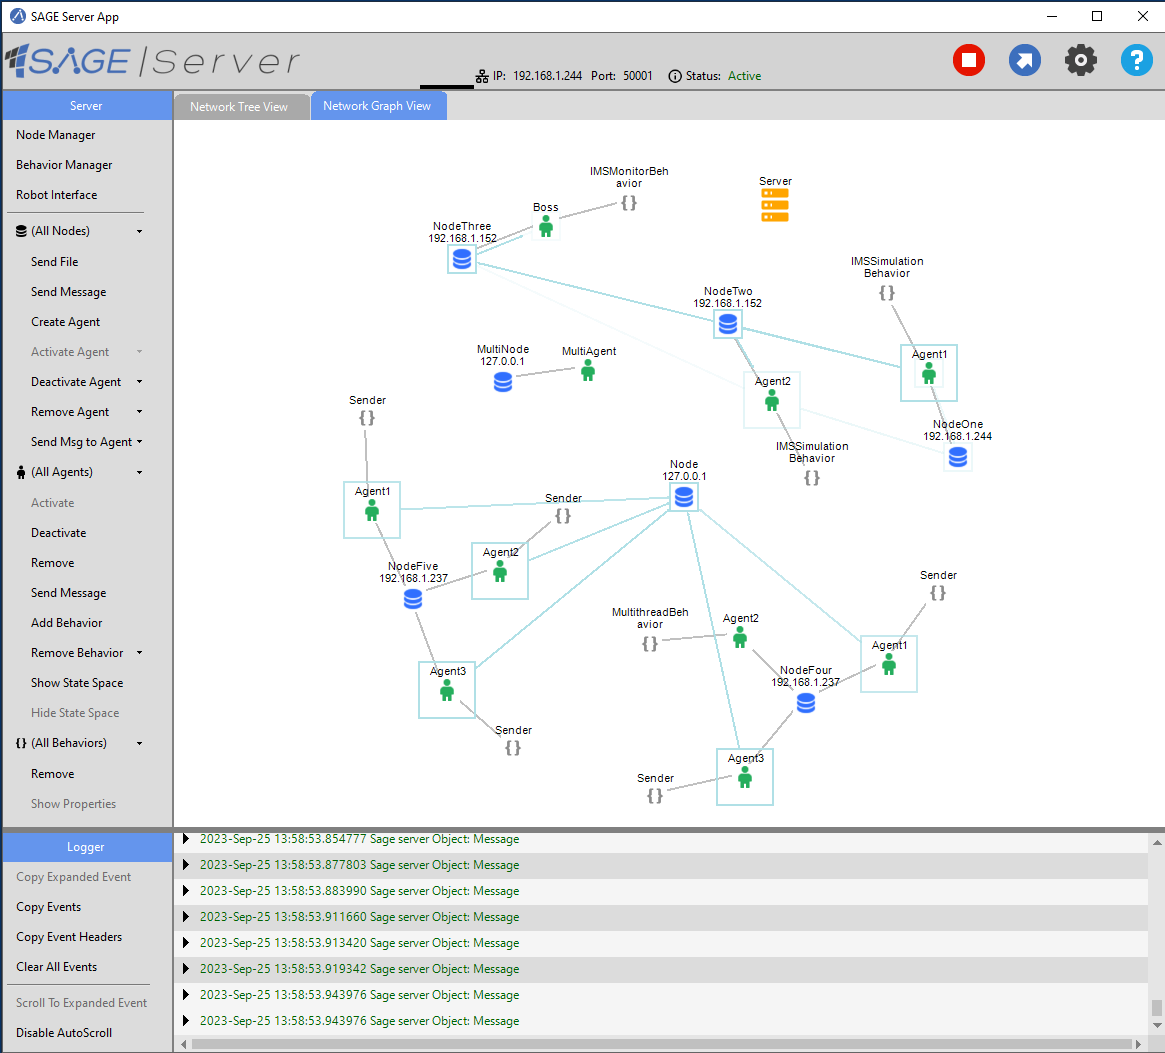 SAGE Server App
SAGE|Server
IP: 192.168.1.244 Port: 50001 Status: Active
Server
Network Tree View
Network Graph View
Node Manager
Behavior Manager
Robot Interface
(All Nodes)
Send File
Send Message
Create Agent
Activate Agent
Deactivate Agent
Remove Agent
Send Msg to Agent
(All Agents)
Activate
Deactivate
Remove
Send Message
Add Behavior
Remove Behavior
Show State Space
Hide State Space
{} (All Behaviors)
Remove
Show Properties
IMSMonitorBeh
avior
{}
Server
Boss
NodeThree
192.168.1.152
IMSSimulation
Behavior
{}
NodeTwo
192.168.1.152
MultiNode
127.0.0.1
MultiAgent
Agent1
Agent2
Sender
{}
NodeOne
192.168.1.244
IMSSimulation
Behavior
{}
Node
127.0.0.1
Agent1
Sender
{}
Agent2
NodeFive
192.168.1.237
Sender
{}
MultithreadBeh
avior
{}
Agent2
Agent1
Agent3
NodeFour
192.168.1.237
Sender
{}
Agent3
Sender
{}
Logger
Copy Expanded Event
Copy Events
Copy Event Headers
Clear All Events
Scroll To Expanded Event
Disable AutoScroll
2023-Sep-25 13:58:53.854777 Sage server Object: Message
2023-Sep-25 13:58:53.877803 Sage server Object: Message
2023-Sep-25 13:58:53.883990 Sage server Object: Message
2023-Sep-25 13:58:53.911660 Sage server Object: Message
2023-Sep-25 13:58:53.913420 Sage server Object: Message
2023-Sep-25 13:58:53.919342 Sage server Object: Message
2023-Sep-25 13:58:53.943976 Sage server Object: Message
2023-Sep-25 13:58:53.943976 Sage server Object: Message